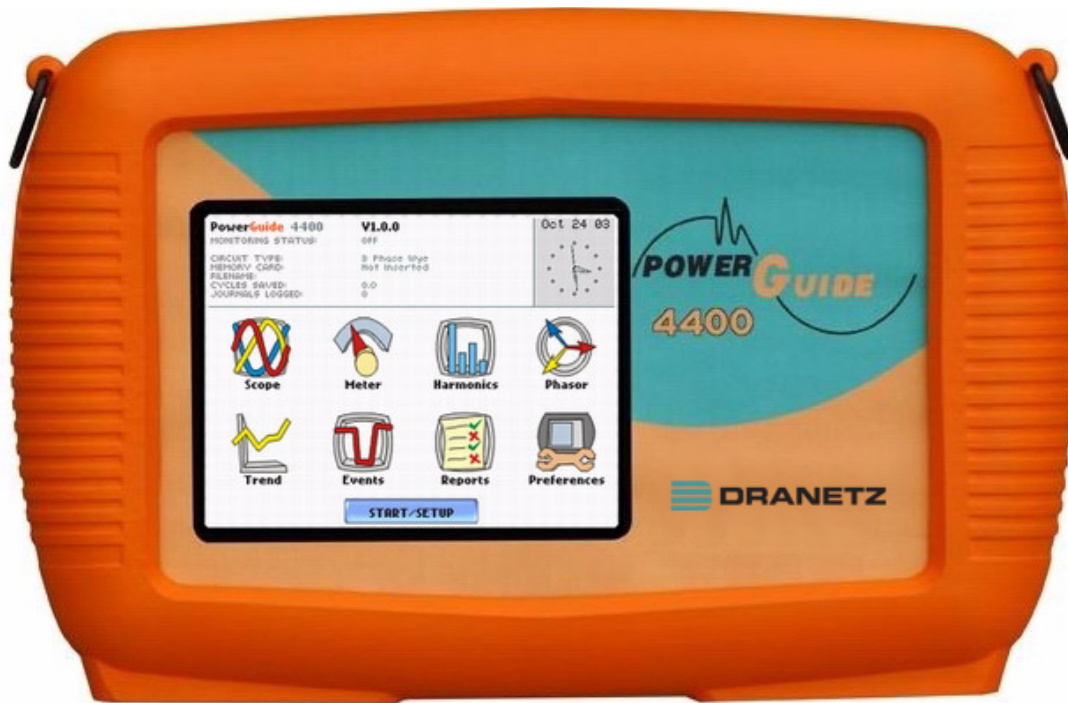 PowerGuide 4400 V1.0.0
MONITORING STATUS: OFF
CIRCUIT TYPE: 3 Phase Wye
MEMORY CARD: Not Inserted
FILENAME:
CYCLES SAVED: 0.0
JOURNALS LOGGED: 0
Oct 24 03
Scope Meter Harmonics Phasor
Trend Events Reports Preferences
START/SETUP
POWER GUIDE
4400
DRANETZ